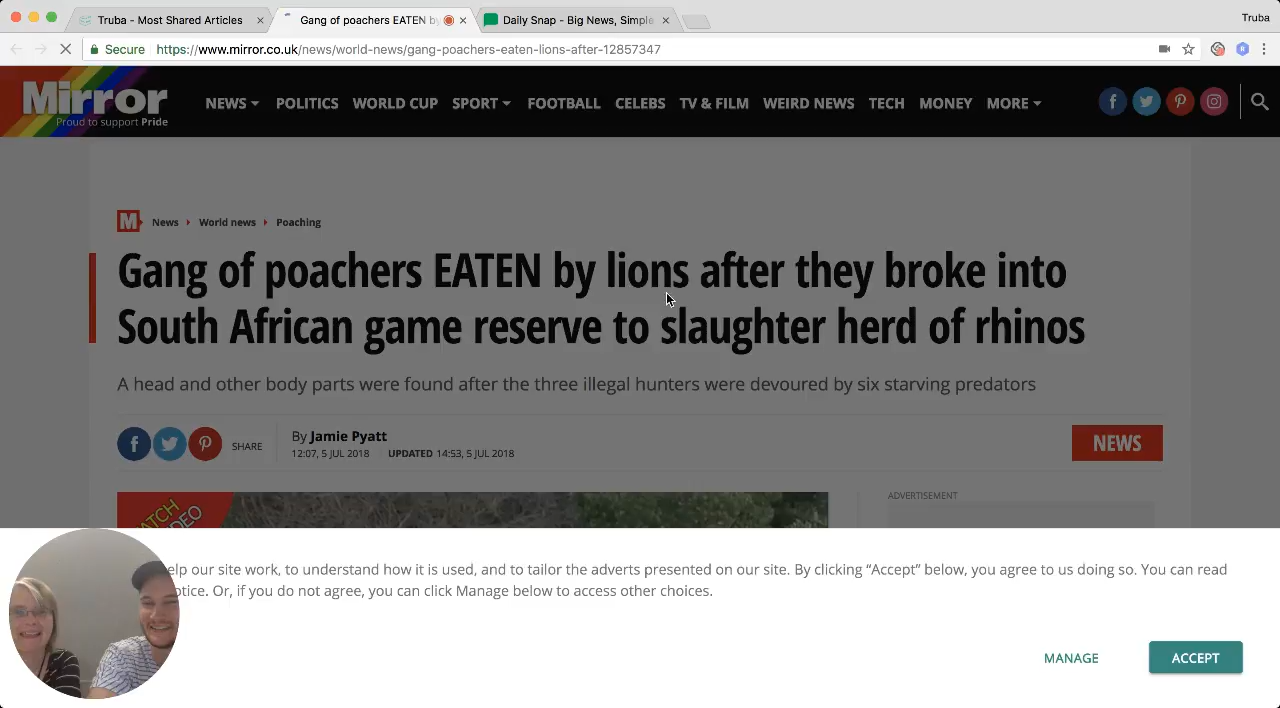 Truba - Most Shared Articles
Gang of poachers EATEN by
Daily Snap - Big News, Simple
Truba
Secure
https://www.mirror.co.uk/news/world-news/gang-poachers-eaten-lions-after-12857347
Mirror
Proud to support Pride
NEWS
POLITICS
WORLD CUP
SPORT
FOOTBALL
CELEBS
TV & FILM
WEIRD NEWS
TECH
MONEY
MORE
M News World news Poaching
Gang of poachers EATEN by lions after they broke into
South African game reserve to slaughter herd of rhinos
A head and other body parts were found after the three illegal hunters were devoured by six starving predators
SHARE
By Jamie Pyatt
12:07, 5 JUL 2018 UPDATED 14:53, 5 JUL 2018
NEWS
ADVERTISEMENT
our site work, to understand how it is used, and to tailor the adverts presented on our site. By clicking “Accept” below, you agree to us doing so. You can read
Or, if you do not agree, you can click Manage below to access other choices.
MANAGE
ACCEPT